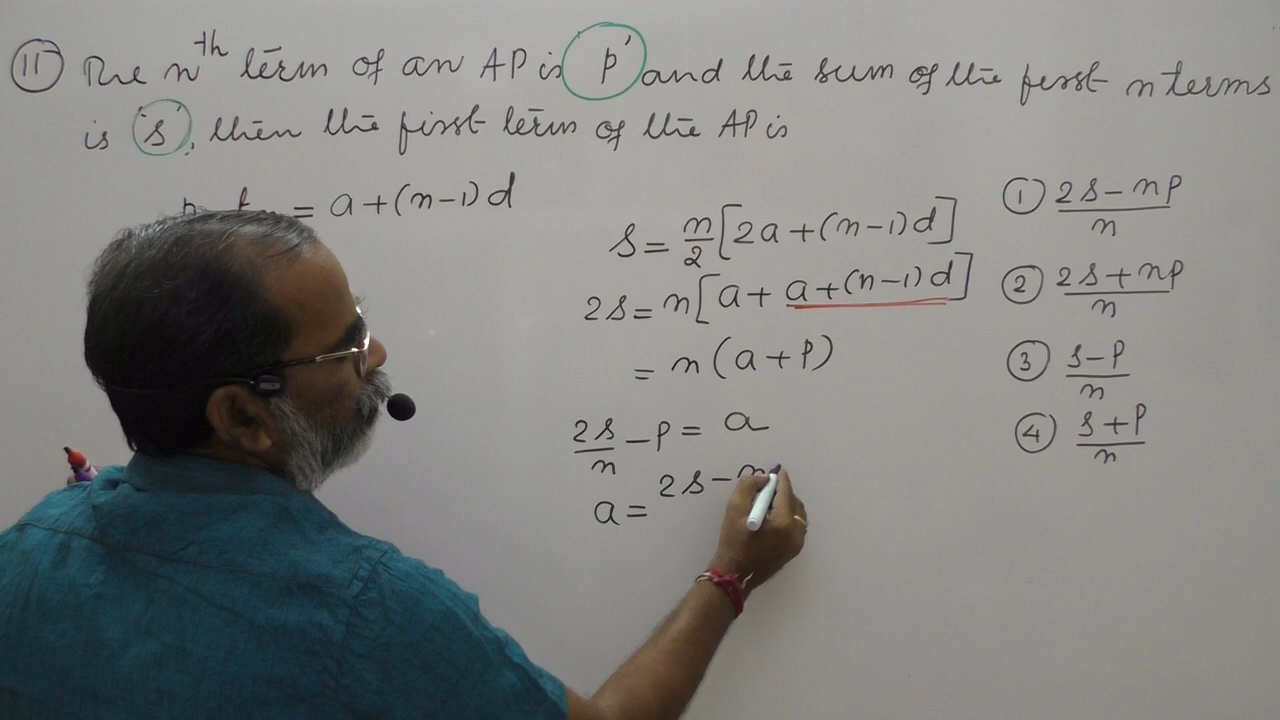 11 The nth term of an AP is 'p' and the sum of the first n terms
is 's', then the first term of the AP is
= a+(n-1)d
s = n/2[2a+(n-1)d]
2s = n[a+ a+(n-1)d]
= n(a+p)
2s/n - p = a
a = 2s-n
① 2s-np/n
② 2s+np/n
③ s-p/n
④ s+p/n